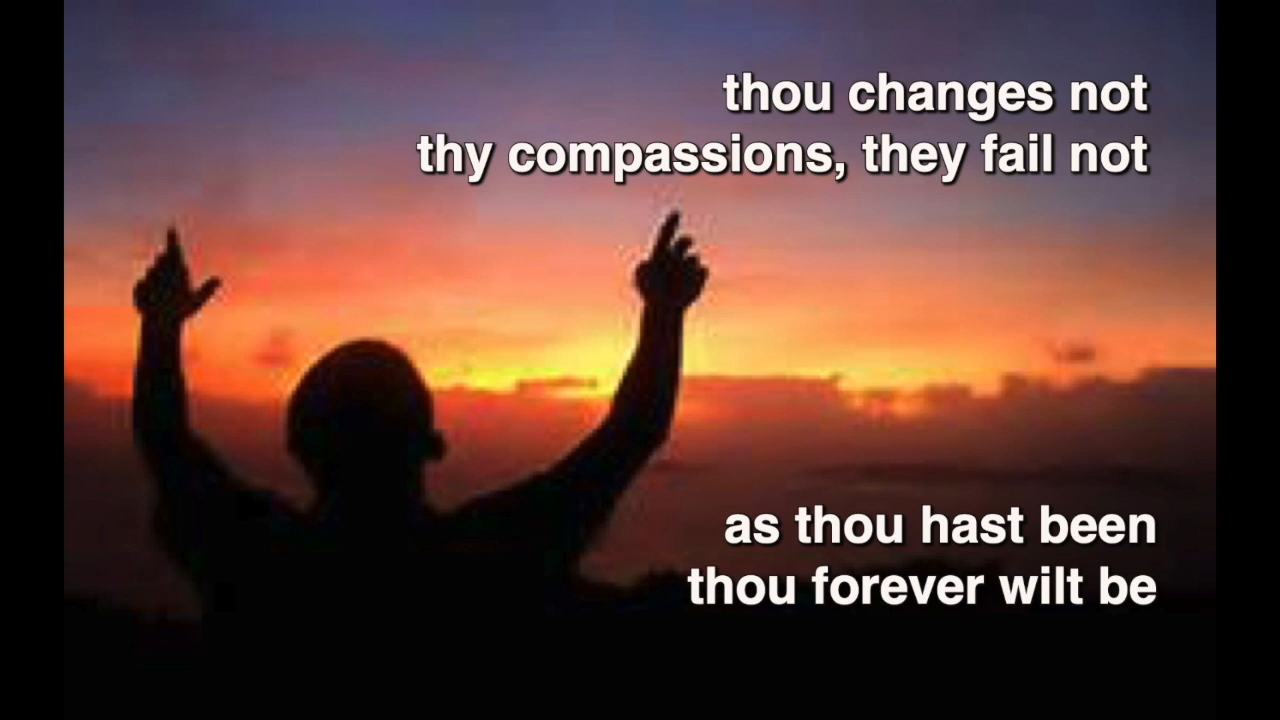 thou changes not
thy compassions, they fail not
as thou hast been
thou forever wilt be